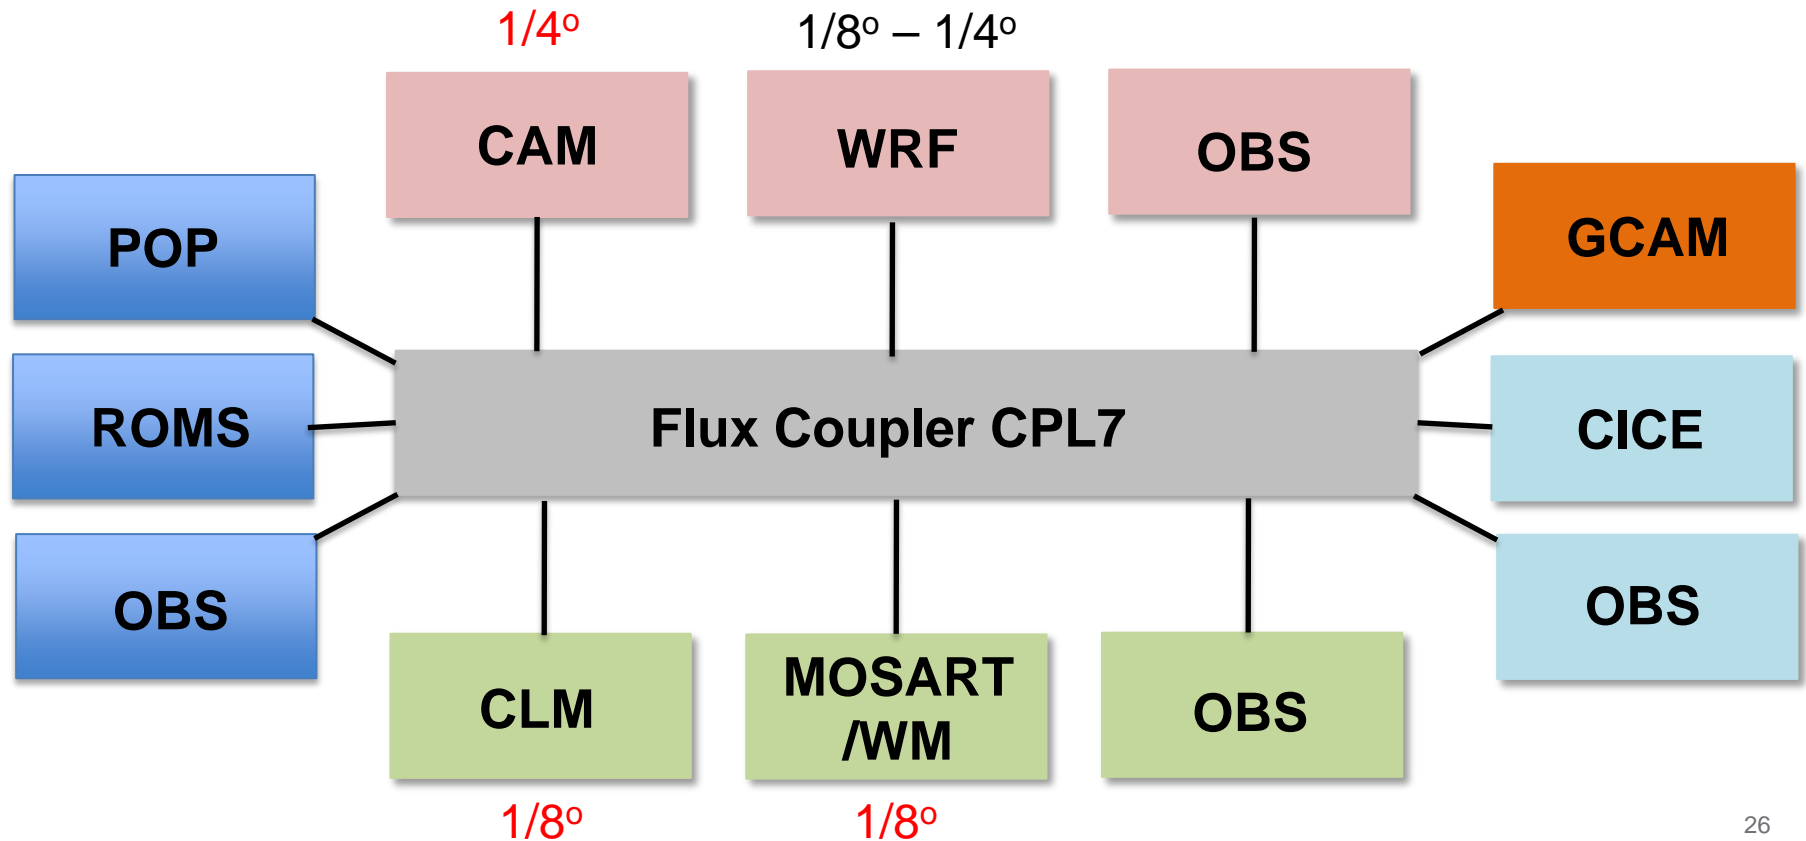 1/4º
1/8º – 1/4º
CAM
WRF
OBS
POP
GCAM
ROMS
Flux Coupler CPL7
CICE
OBS
OBS
CLM
MOSART
/WM
OBS
1/8º
1/8º
26